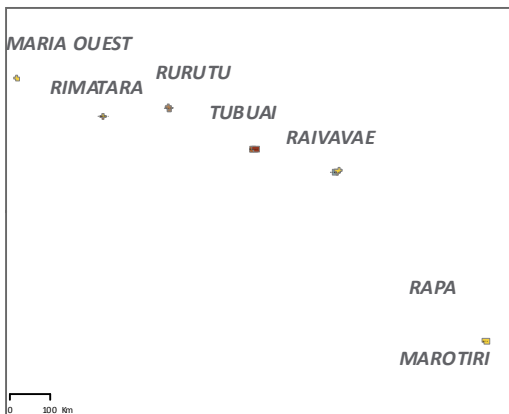 MARIA OUEST
RURUTU
RIMATARA
TUBUAI
RAIVAVAE
RAPA
MAROTIRI
0 100 Km